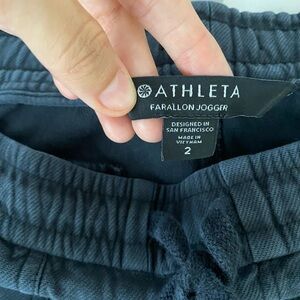 ATHLETA
FARALLON JOGGER
DESIGNED IN
SAN FRANCISCO
MADE IN
VIETNAM
2